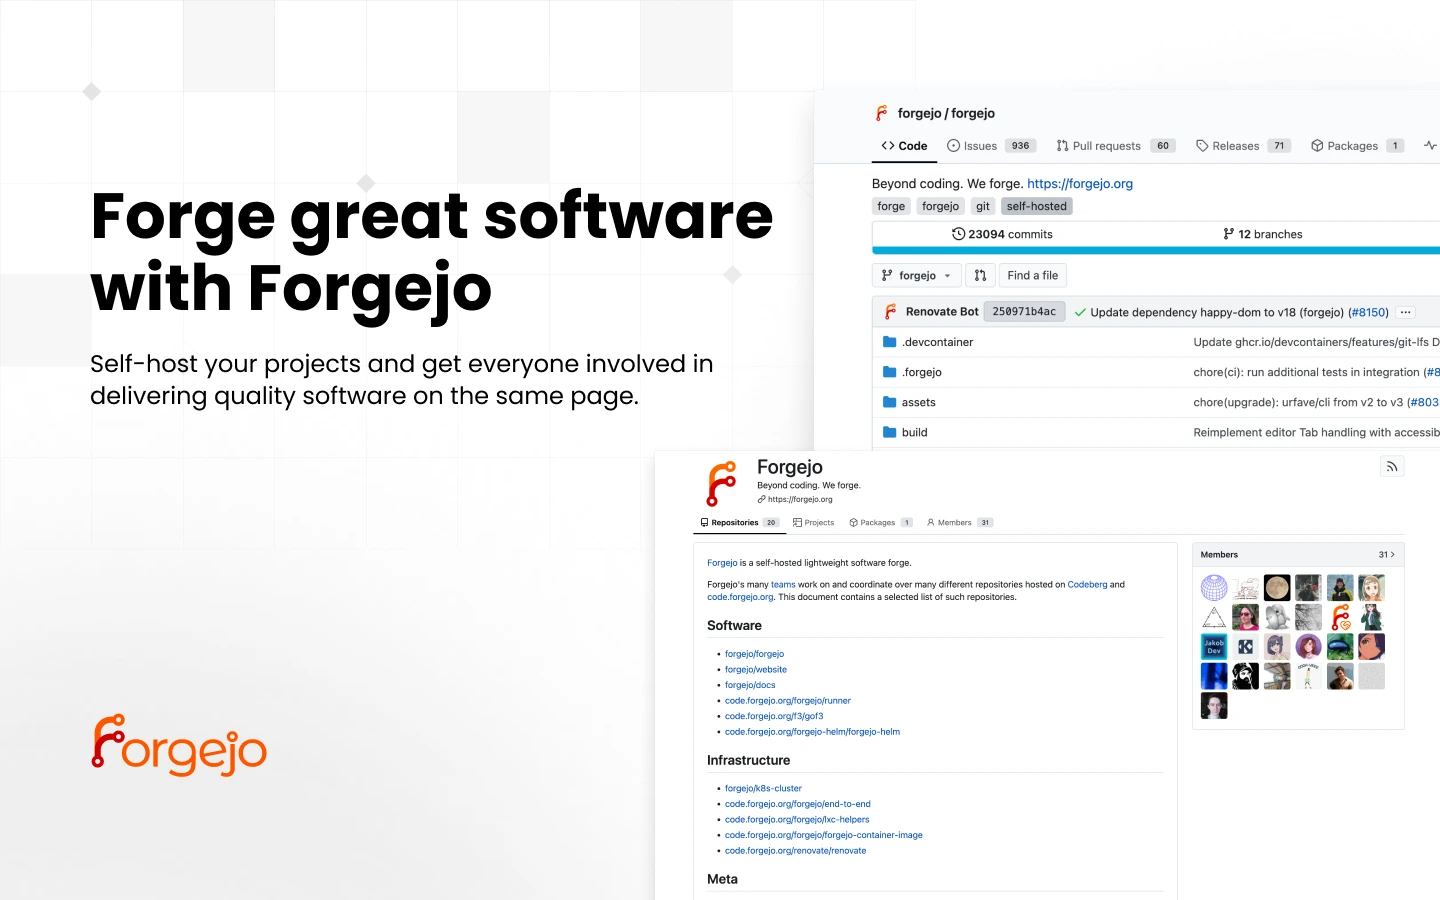 Forge great software
with Forgejo
Self-host your projects and get everyone involved in
delivering quality software on the same page.
Forgejo
forgejo / forgejo
Code Issues 936 Pull requests 60 Releases 71 Packages 1
Beyond coding. We forge. https://forgejo.org
forge forgejo git self-hosted
23094 commits 12 branches
forgejo Find a file
Renovate Bot 250971b4ac Update dependency happy-dom to v18 (forgejo) (#8150) ...
.devcontainer Update ghcr.io/devcontainers/features/git-lfs D
.forgejo chore(ci): run additional tests in integration (#8
assets chore(upgrade): urfave/cli from v2 to v3 (#803
build Reimplement editor Tab handling with accessib
Forgejo
Beyond coding. We forge.
https://forgejo.org
Repositories 20 Projects Packages 1 Members 31
Forgejo is a self-hosted lightweight software forge.
Forgejo's many teams work on and coordinate over many different repositories hosted on Codeberg and
code.forgejo.org. This document contains a selected list of such repositories.
Software
forgejo/forgejo
forgejo/website
forgejo/docs
code.forgejo.org/forgejo/runner
code.forgejo.org/f3/gof3
code.forgejo.org/forgejo-helm/forgejo-helm
Infrastructure
forgejo/k8s-cluster
code.forgejo.org/forgejo/end-to-end
code.forgejo.org/forgejo/lxc-helpers
code.forgejo.org/forgejo/forgejo-container-image
code.forgejo.org/renovate/renovate
Meta
Members 31
Jakob
Dev
K